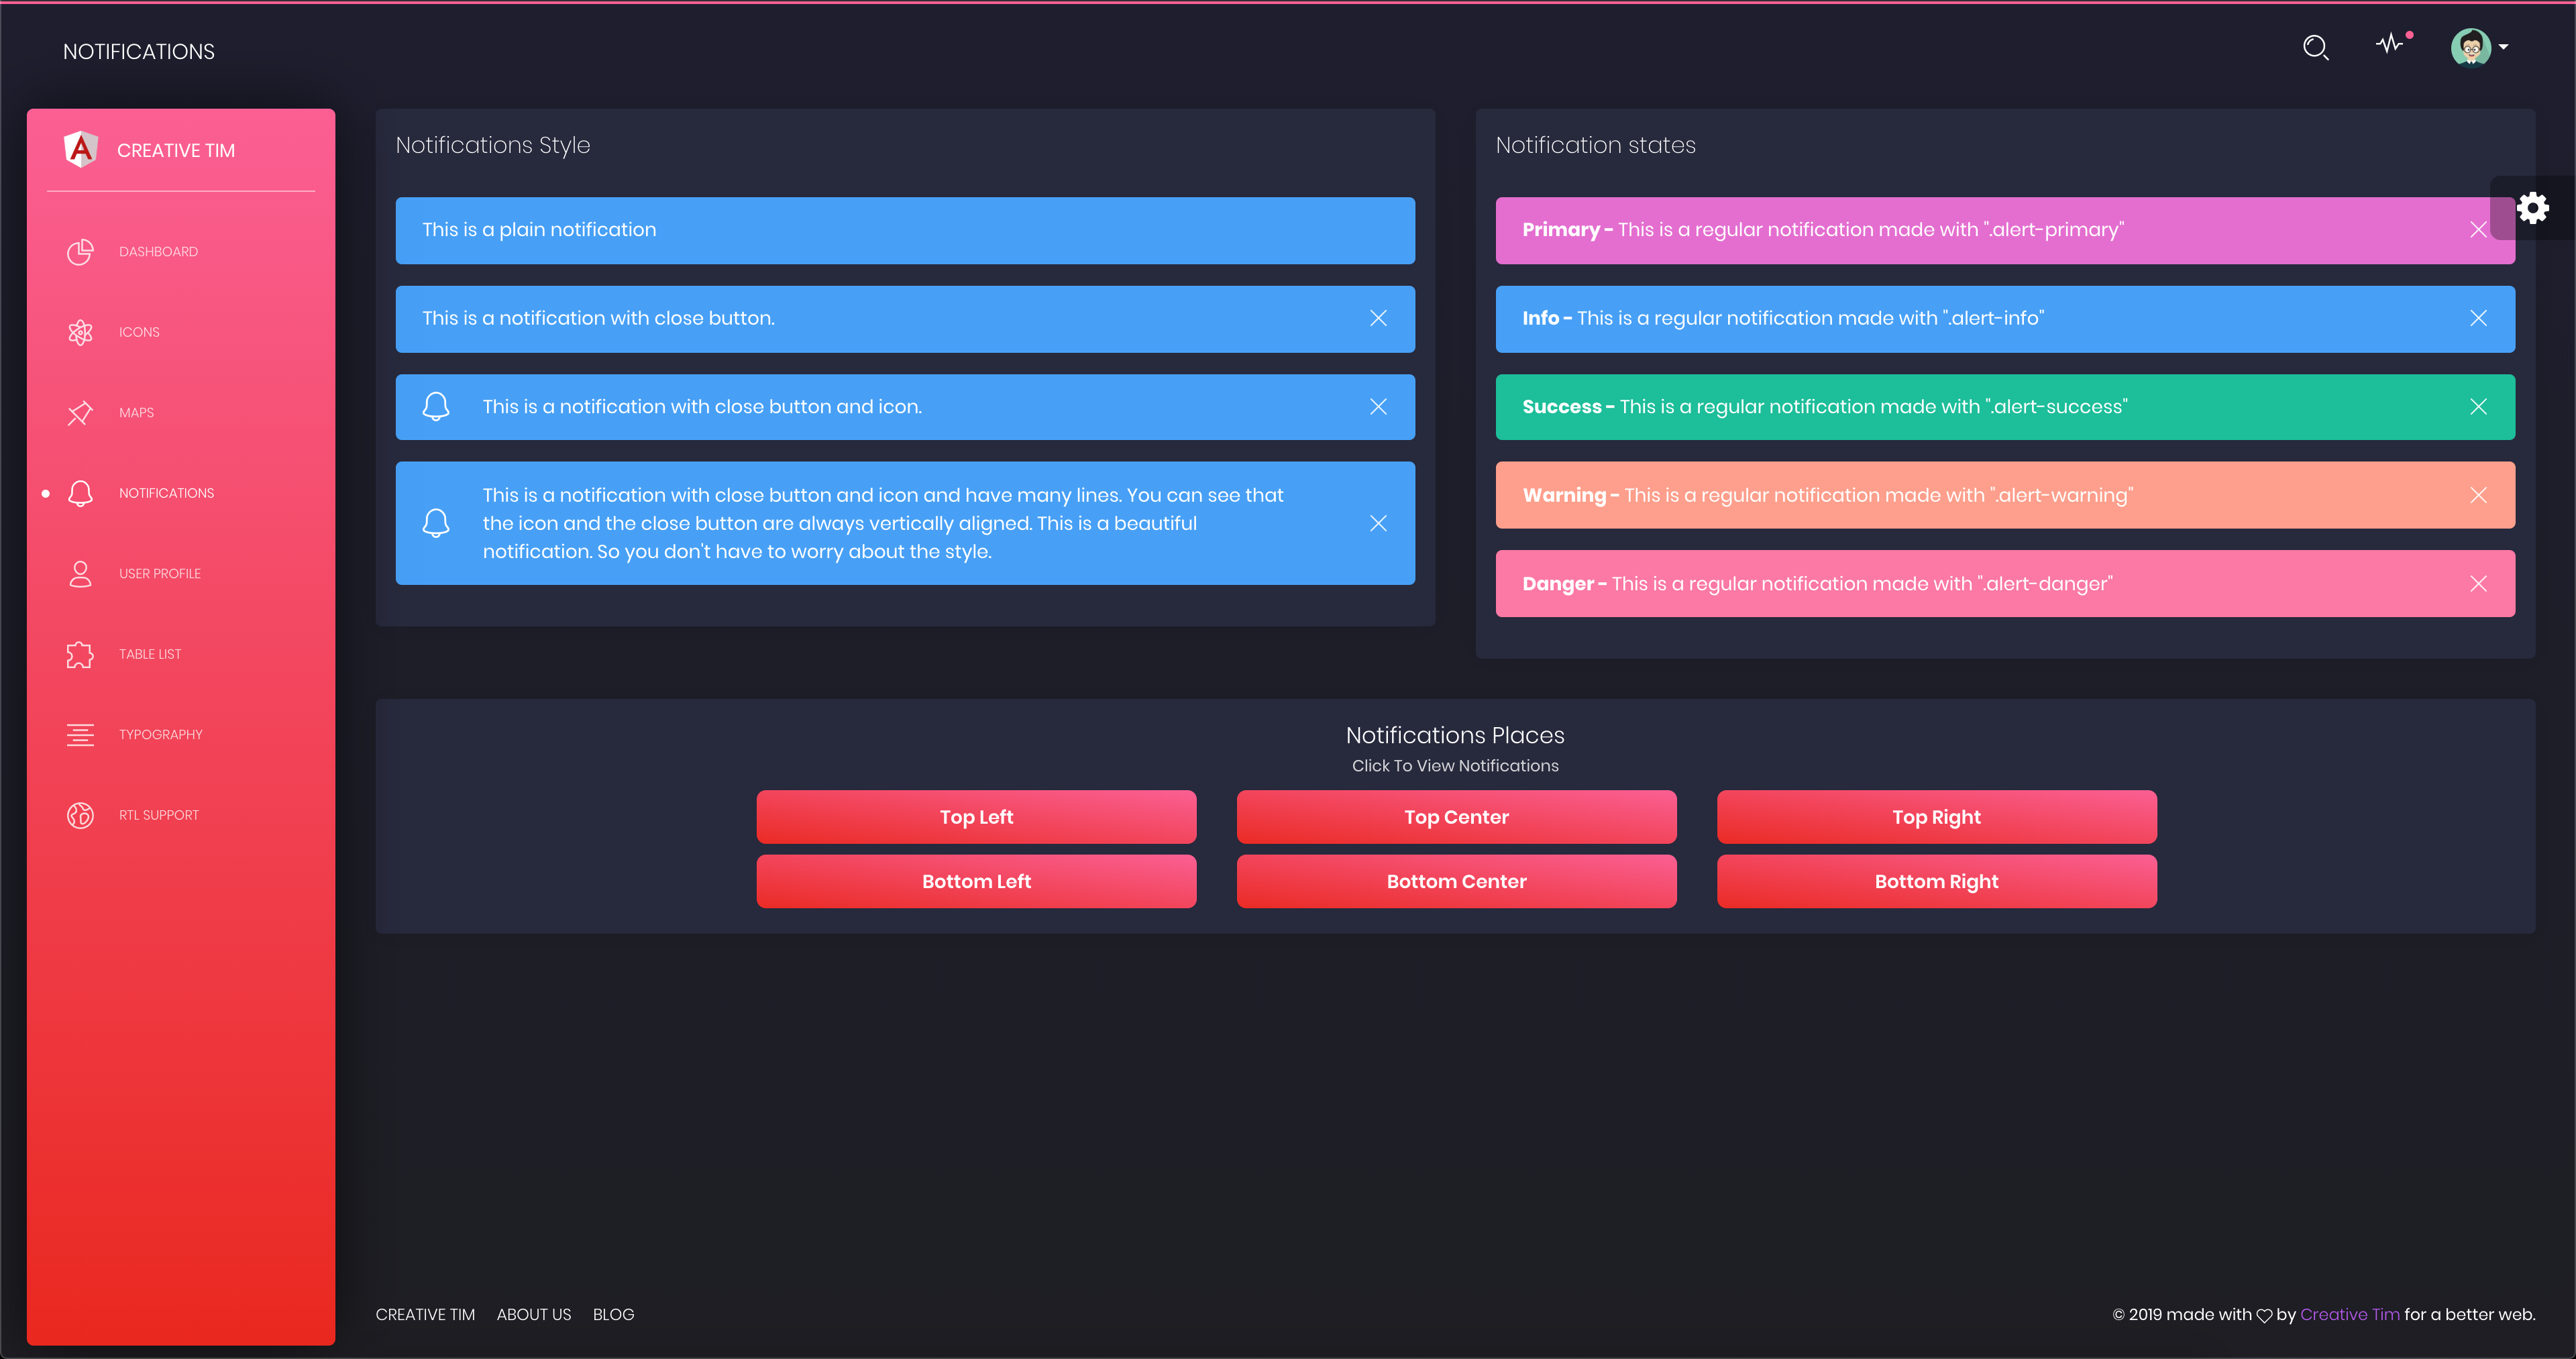 NOTIFICATIONS
A
CREATIVE TIM
DASHBOARD
ICONS
MAPS
NOTIFICATIONS
USER PROFILE
TABLE LIST
TYPOGRAPHY
RTL SUPPORT
Notifications Style
This is a plain notification
This is a notification with close button.
This is a notification with close button and icon.
This is a notification with close button and icon and have many lines. You can see that
the icon and the close button are always vertically aligned. This is a beautiful
notification. So you don't have to worry about the style.
Notification states
Primary - This is a regular notification made with ".alert-primary"
Info - This is a regular notification made with ".alert-info"
Success - This is a regular notification made with ".alert-success"
Warning - This is a regular notification made with ".alert-warning"
Danger - This is a regular notification made with ".alert-danger"
Notifications Places
Click To View Notifications
Top Left
Top Center
Top Right
Bottom Left
Bottom Center
Bottom Right
CREATIVE TIM
ABOUT US
BLOG
© 2019 made with ♡ by Creative Tim for a better web.